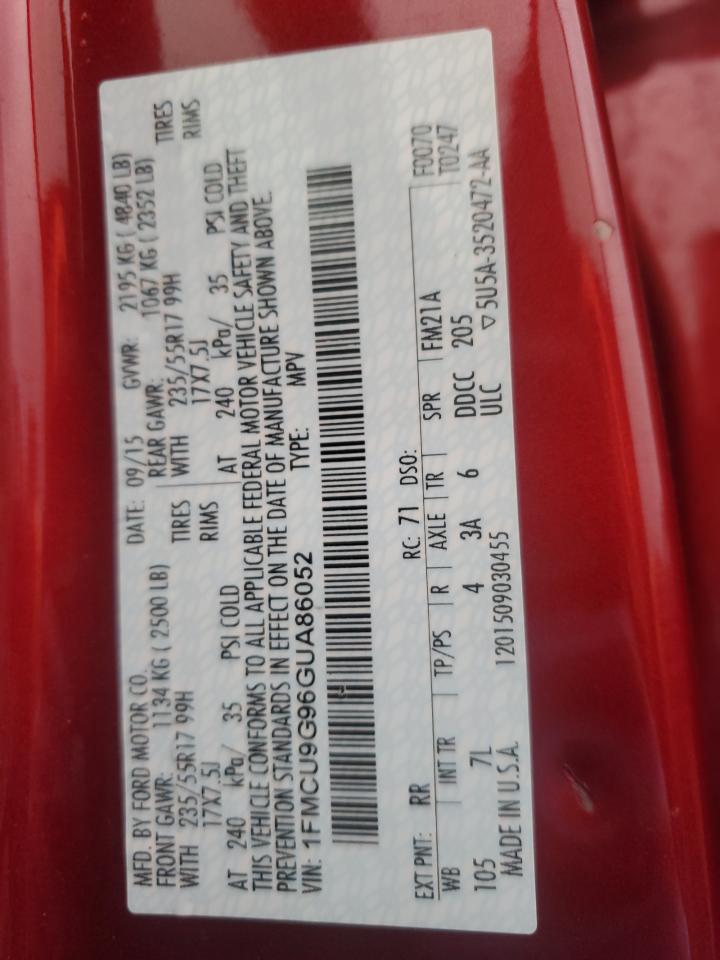 MFD. BY FORD MOTOR CO. DATE: 09/15 GVWR: 2195 KG ( 4840 LB)
FRONT GAWR: 1134 KG ( 2500 LB) REAR GAWR: 1067 KG ( 2352 LB)
WITH 235/55R17 99H TIRES WITH 235/55R17 99H TIRES
17X7.5J RIMS 17X7.5J RIMS
AT 240 kPa/ 35 PSI COLD AT 240 kPa/ 35 PSI COLD
THIS VEHICLE CONFORMS TO ALL APPLICABLE FEDERAL MOTOR VEHICLE SAFETY AND THEFT
PREVENTION STANDARDS IN EFFECT ON THE DATE OF MANUFACTURE SHOWN ABOVE.
VIN: 1FMCU9G96GUA86052 TYPE: MPV
EXT PNT: RR RC: 71 DSO: F0070
WB INT TR TP/PS R AXLE TR SPR FM21A T0247
105 7L 4 3A 6 DDCC 205
MADE IN U.S.A. 1201509030455 ULC ▽5U5A-3520472-AA